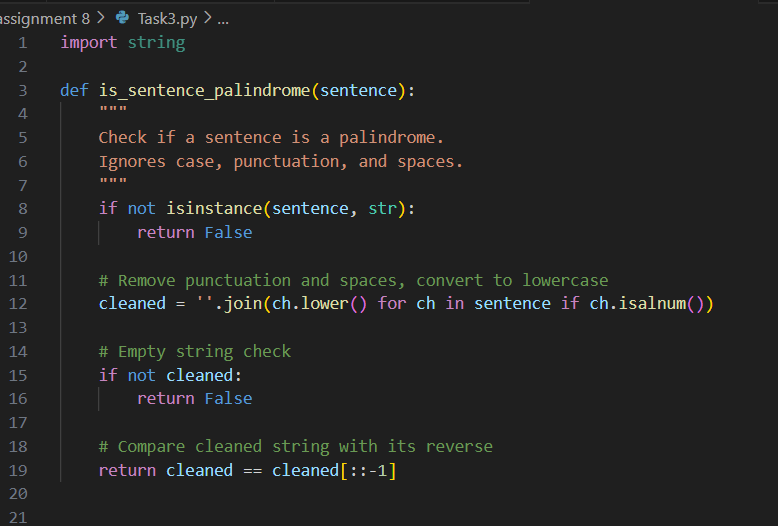 assignment 8 > Task3.py > ...
1 import string
2
3 def is_sentence_palindrome(sentence):
4     """
5     Check if a sentence is a palindrome.
6     Ignores case, punctuation, and spaces.
7     """
8     if not isinstance(sentence, str):
9         return False
10
11     # Remove punctuation and spaces, convert to lowercase
12     cleaned = ''.join(ch.lower() for ch in sentence if ch.isalnum())
13
14     # Empty string check
15     if not cleaned:
16         return False
17
18     # Compare cleaned string with its reverse
19     return cleaned == cleaned[::-1]
20
21